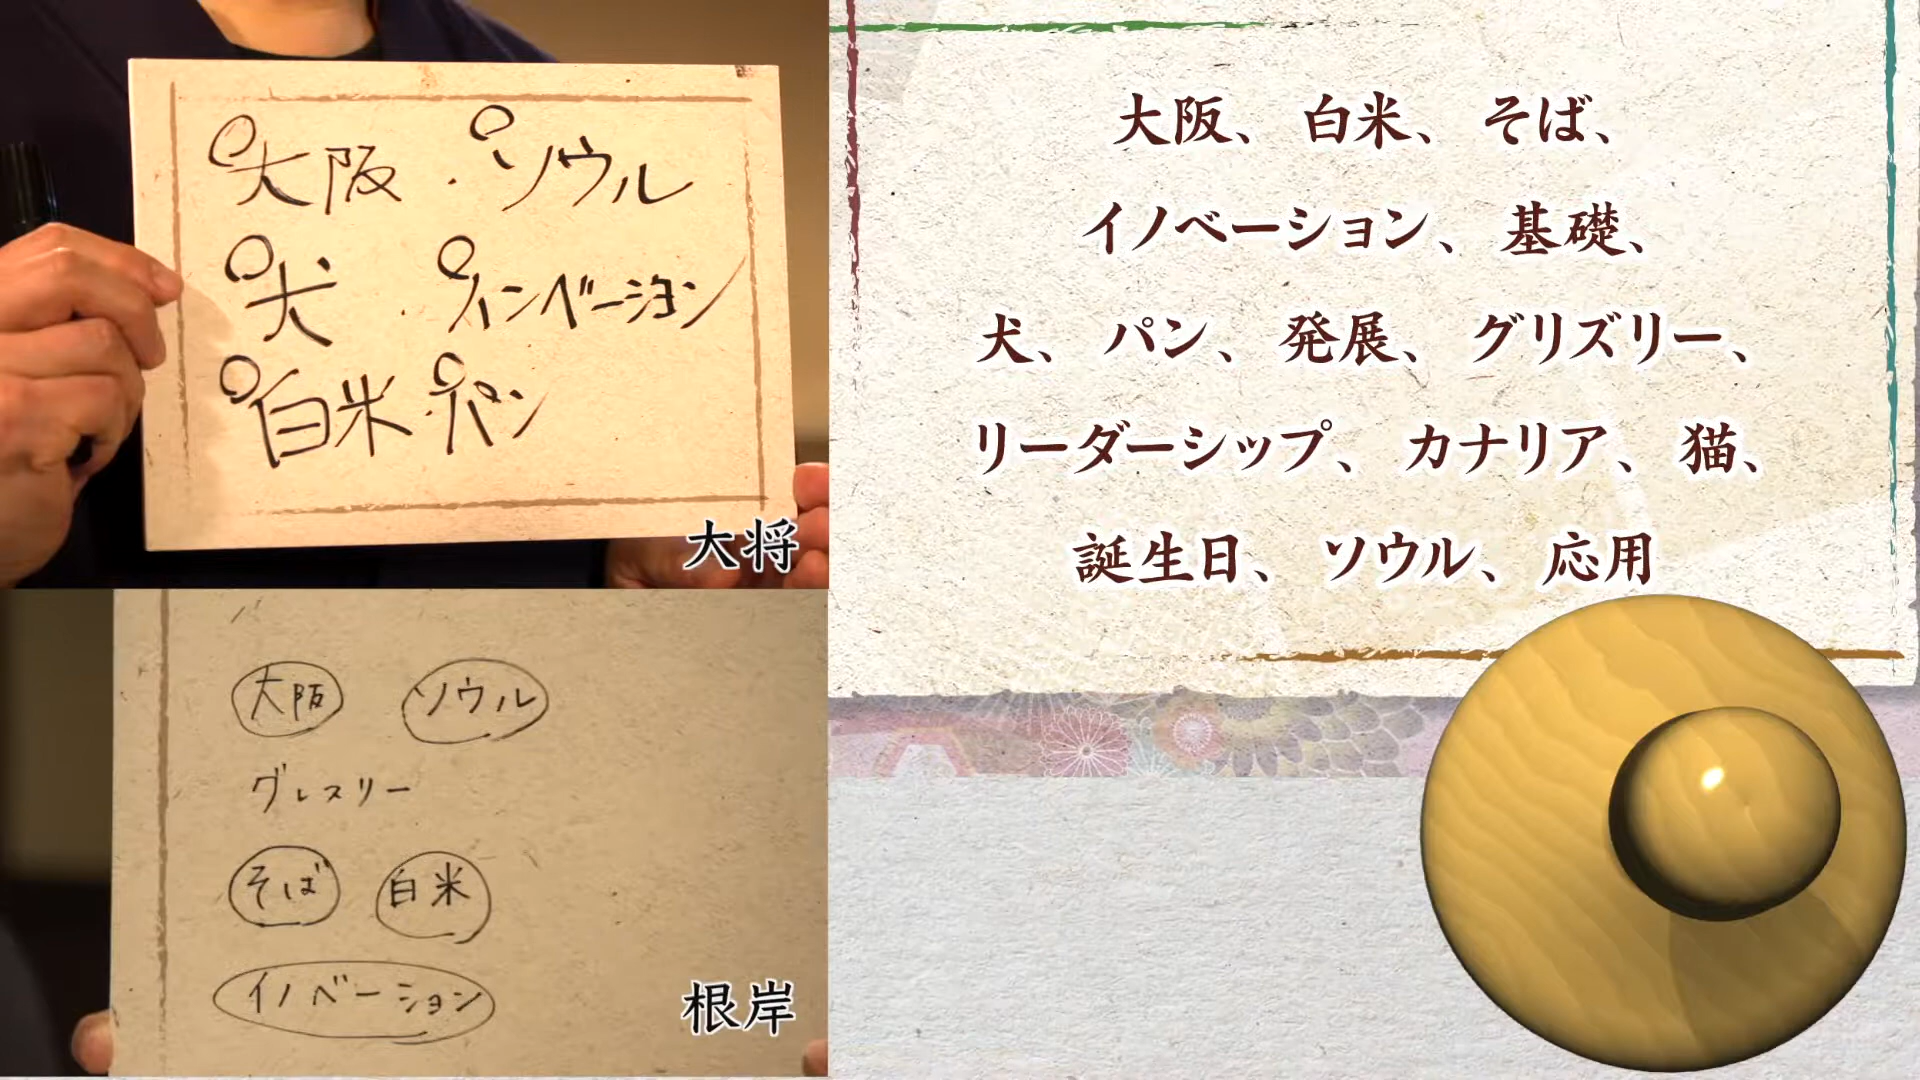 大阪・ソウル
犬・インベーション
白米・パン
大将
大阪 ソウル
グレスリー
そば 白米
イノベーション
根岸
大阪、白米、そば、
イノベーション、基礎、
犬、パン、発展、グリズリー、
リーダーシップ、カナリア、猫、
誕生日、ソウル、応用